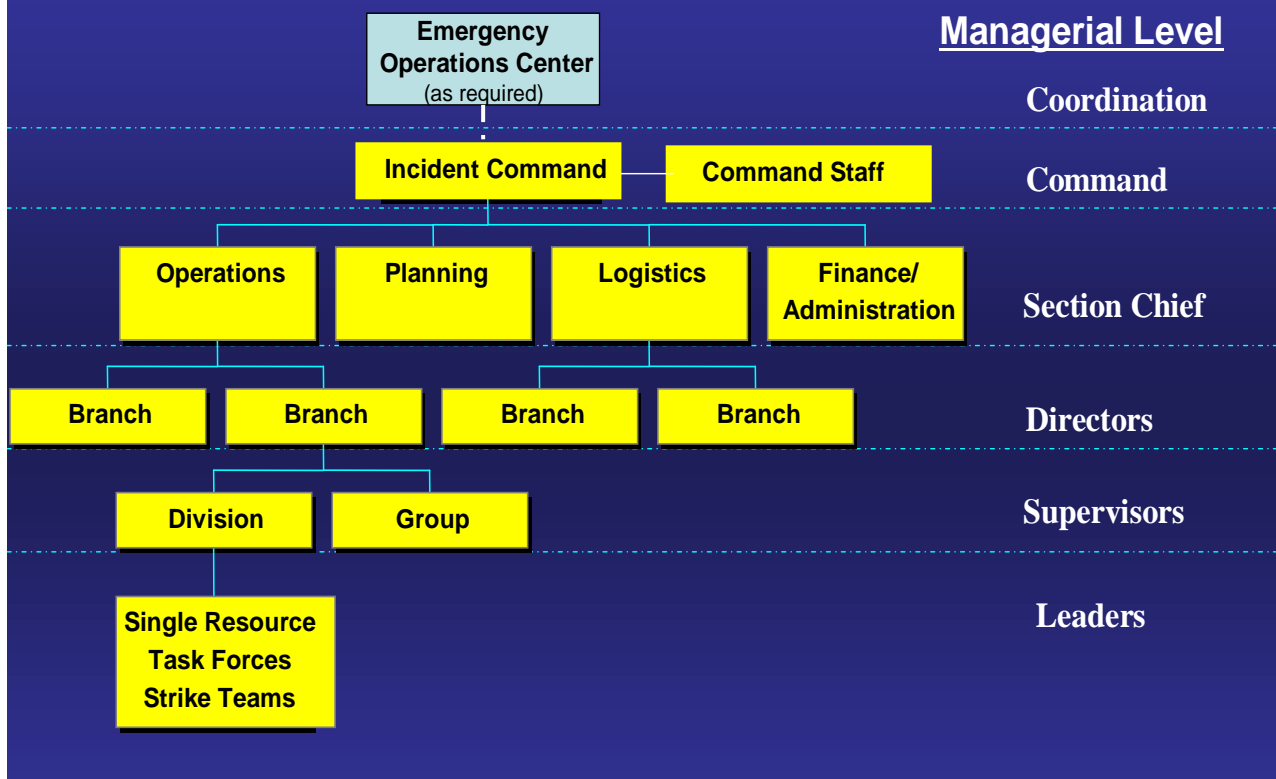 Emergency
Operations Center
(as required)
Managerial Level
Coordination
Incident Command
Command Staff
Command
Operations
Planning
Logistics
Finance/
Administration
Section Chief
Branch
Branch
Branch
Branch
Directors
Division
Group
Supervisors
Single Resource
Task Forces
Strike Teams
Leaders